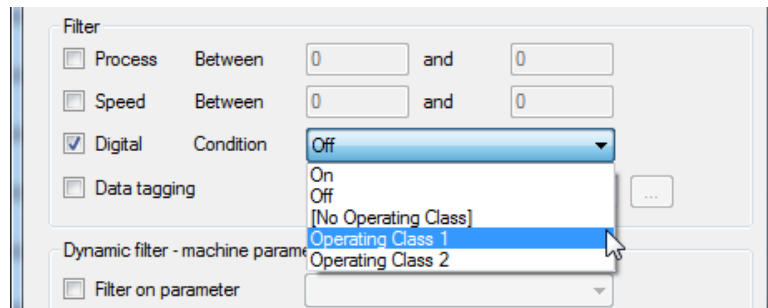 Filter
Process Between 0 and 0
Speed Between 0 and 0
Digital Condition Off
On
Data tagging
Off
...
[No Operating Class]
Operating Class 1
Dynamic filter - machine
Operating Class 2
Filter on parameter